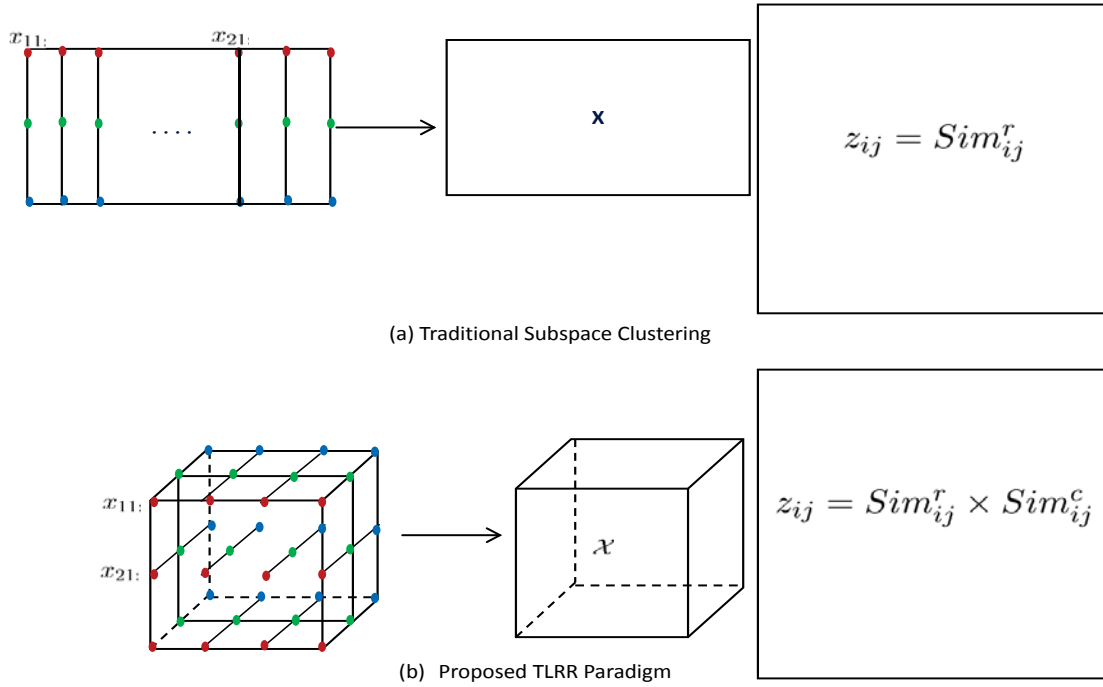 x₁₁: x₂₁:
. . . .
X
zᵢⱼ = Simʳᵢⱼ
(a) Traditional Subspace Clustering
x₁₁:
x₂₁:
𝒳
zᵢⱼ = Simʳᵢⱼ × Simᶜᵢⱼ
(b) Proposed TLRR Paradigm